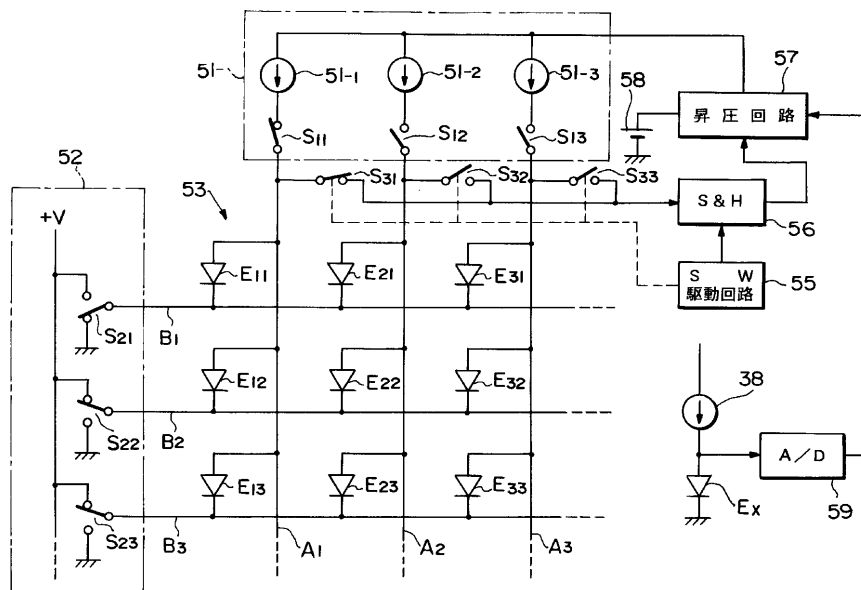 51
51-1
51-2
51-3
57
58
昇圧回路
S11
S12
S13
52
53
S31
S32
S33
S&H
56
+V
E11
E21
E31
S W
駆動回路
55
S21
B1
E12
E22
E32
38
S22
B2
A/D
E13
E23
E33
59
Ex
S23
B3
A1
A2
A3